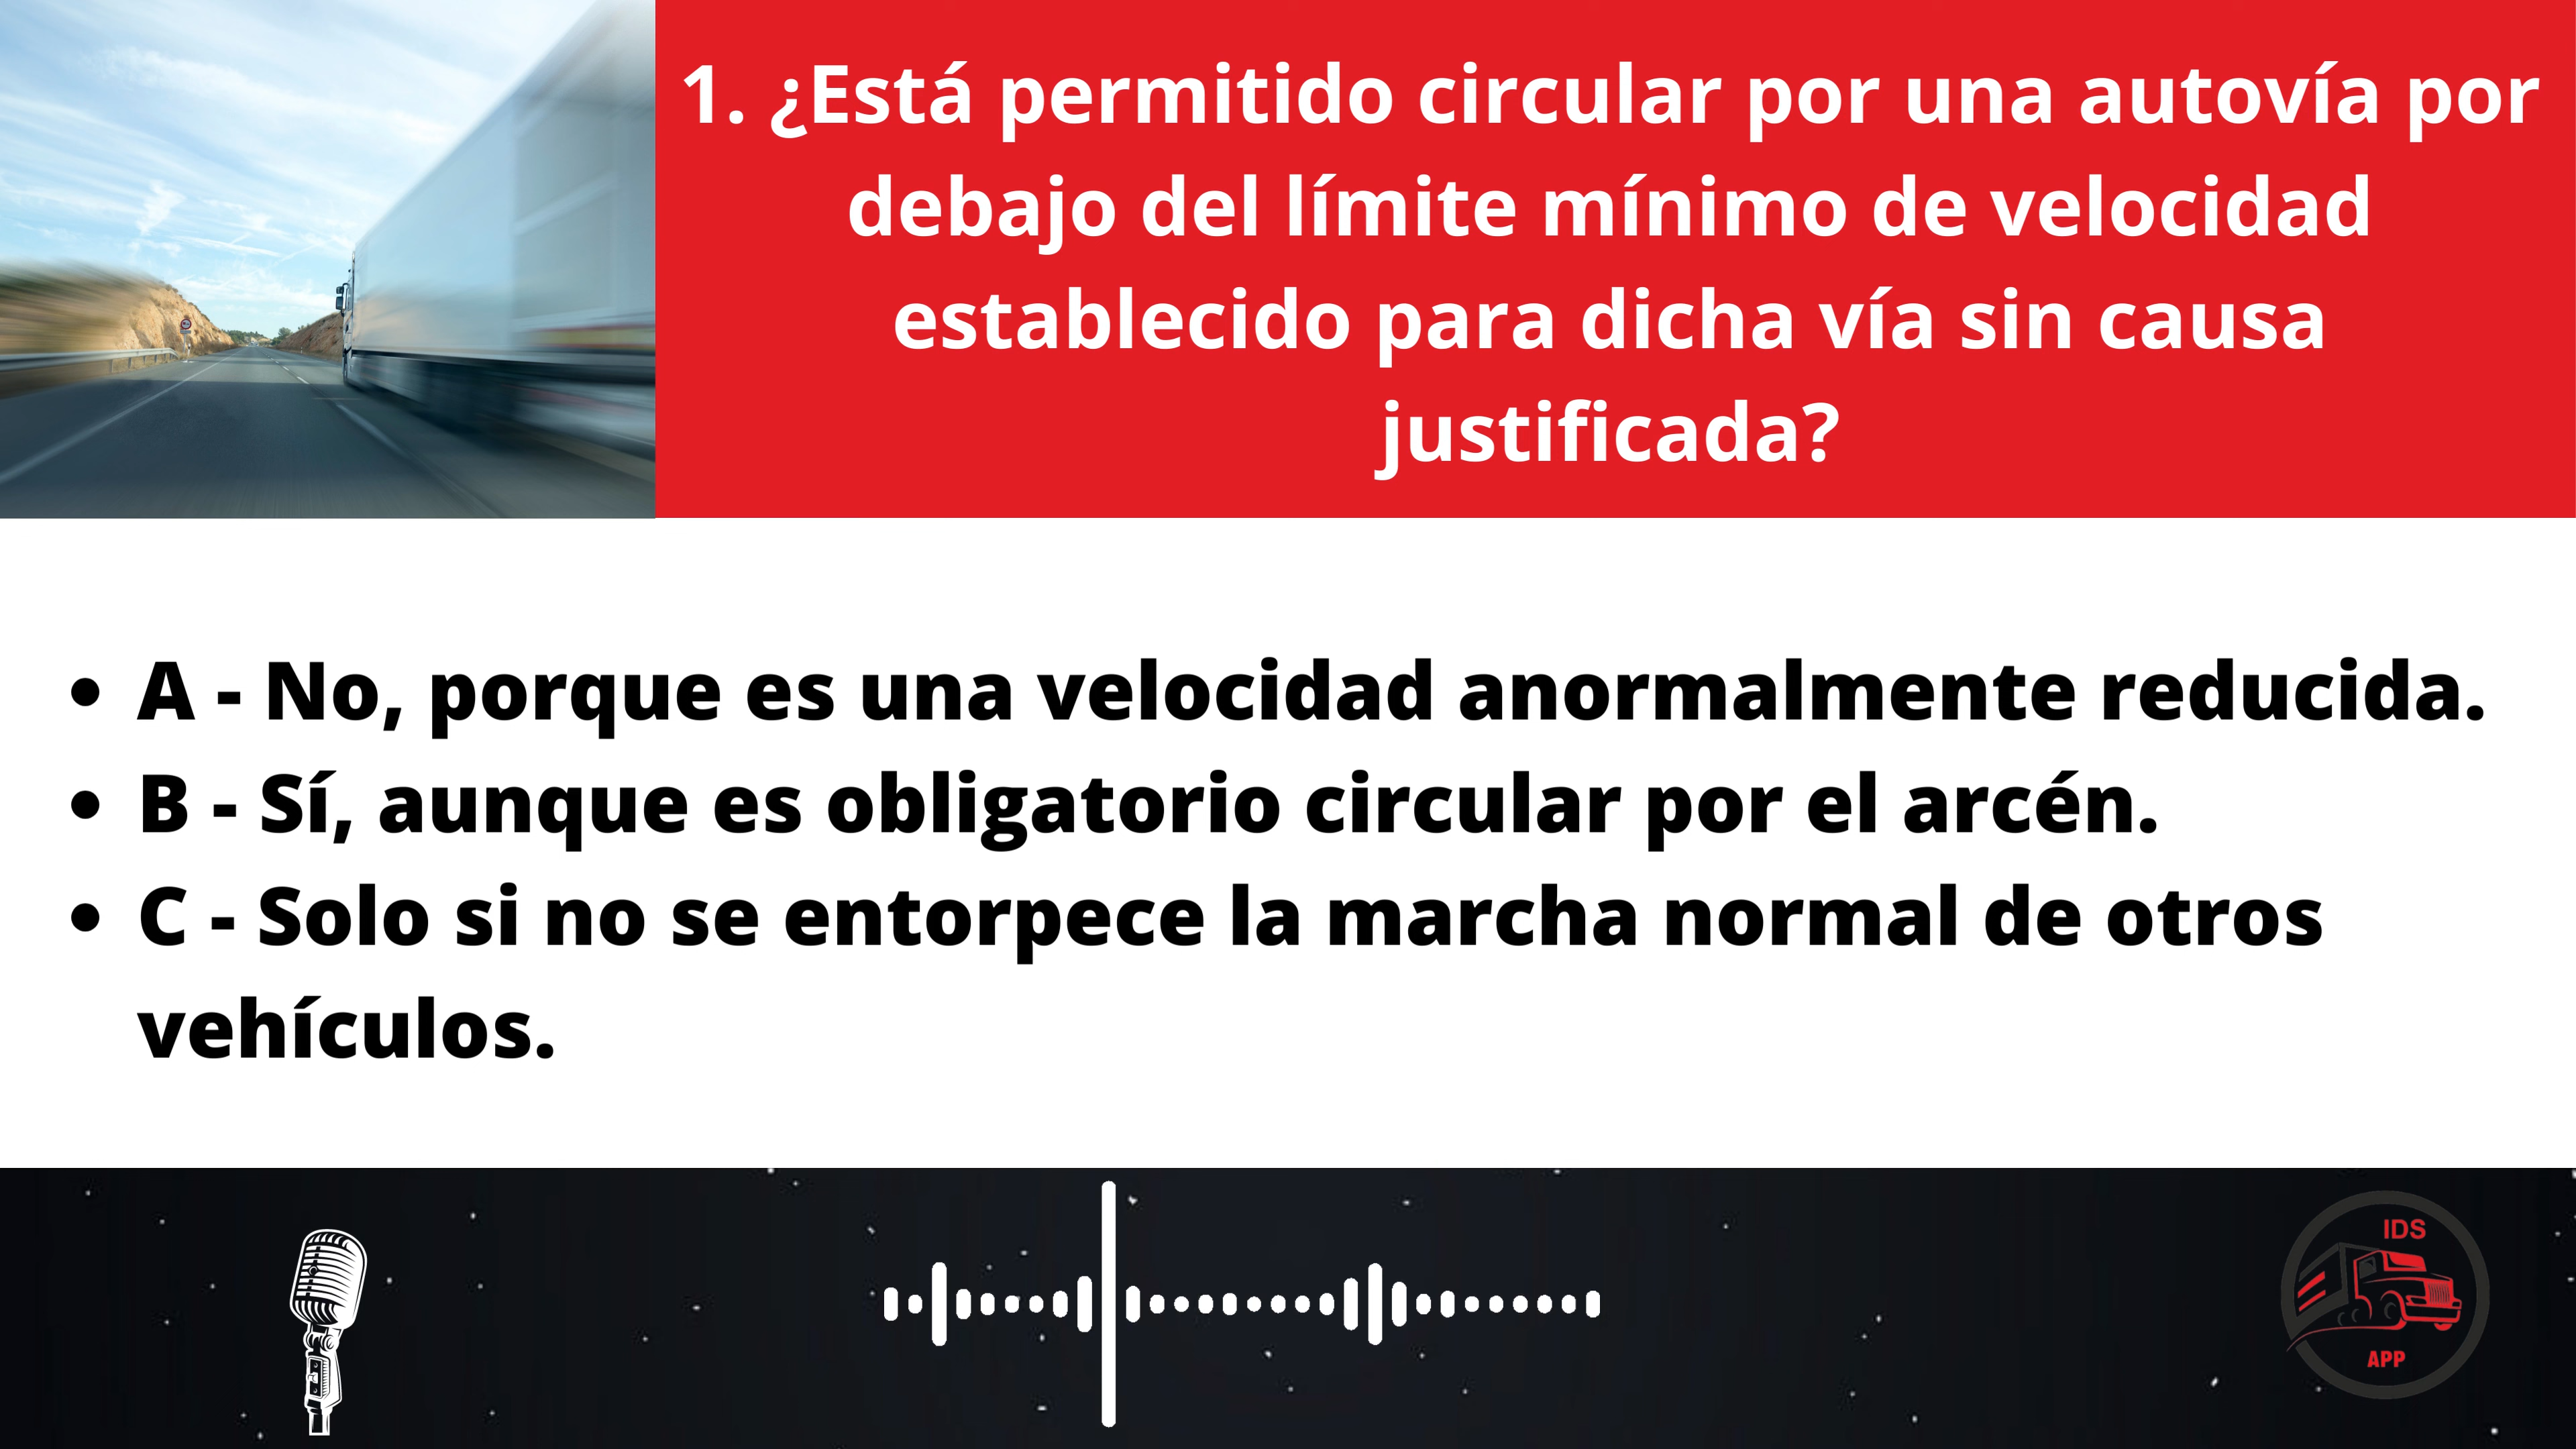 1. ¿Está permitido circular por una autovía por
debajo del límite mínimo de velocidad
establecido para dicha vía sin causa
justificada?
• A - No, porque es una velocidad anormalmente reducida.
• B - Sí, aunque es obligatorio circular por el arcén.
• C - Solo si no se entorpece la marcha normal de otros
vehículos.
IDS
APP